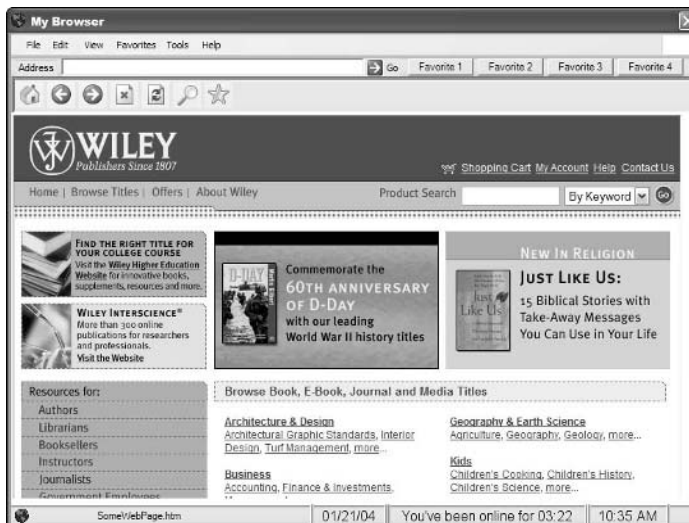 My Browser
File Edit View Favorites Tools Help
Address Go Favorite 1 Favorite 2 Favorite 3 Favorite 4
WILEY
Publishers Since 1807
Shopping Cart My Account Help Contact Us
Home | Browse Titles | Offers | About Wiley
Product Search By Keyword Go
FIND THE RIGHT TITLE FOR
YOUR COLLEGE COURSE
Visit the Wiley Higher Education
Website for innovative books,
supplements, resources and more.
WILEY INTERSCIENCE®
More than 300 online
publications for researchers
and professionals.
Visit the Website
D-DAY
Commemorate the
60TH ANNIVERSARY
OF D-DAY
with our leading
World War II history titles
NEW IN RELIGION
Just
Like Us
JUST LIKE US:
15 Biblical Stories with
Take-Away Messages
You Can Use in Your Life
Resources for:
Authors
Librarians
Booksellers
Instructors
Journalists
Government Employees
Browse Book, E-Book, Journal and Media Titles
Architecture & Design
Architectural Graphic Standards, Interior
Design, Turf Management, more...
Business
Accounting, Finance & Investments,
Geography & Earth Science
Agriculture, Geography, Geology, more...
Kids
Children's Cooking, Children's History,
Children's Science, more...
SomeWebPage.htm 01/21/04 You've been online for 03:22 10:35 AM